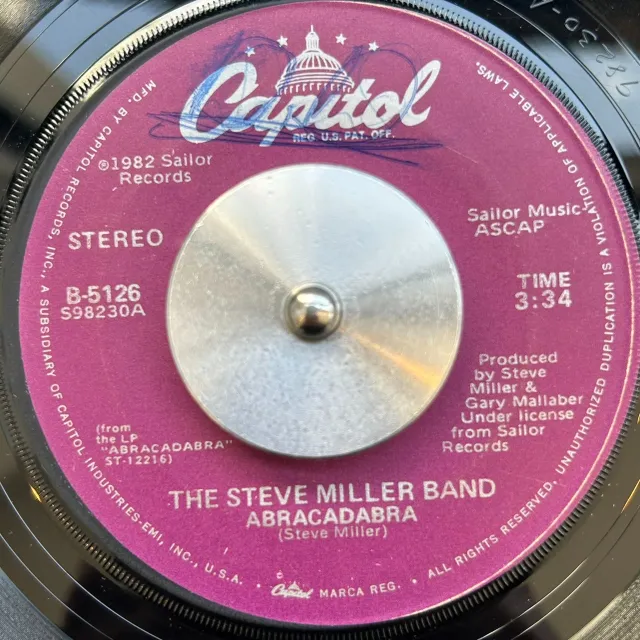 Capitol
REG. U.S. PAT. OFF.
℗1982 Sailor
Records
STEREO
B-5126
S98230A
(from
the LP
"ABRACADABRA"
ST-12216)
Sailor Music-
ASCAP
TIME
3:34
Produced
by Steve
Miller &
Gary Mallaber
Under license
from Sailor
Records
THE STEVE MILLER BAND
ABRACADABRA
(Steve Miller)
MFD. BY CAPITOL RECORDS, INC., A SUBSIDIARY OF CAPITOL INDUSTRIES-EMI, INC., U.S.A. • Capitol MARCA REG. • ALL RIGHTS RESERVED. UNAUTHORIZED DUPLICATION IS A VIOLATION OF APPLICABLE LAWS.